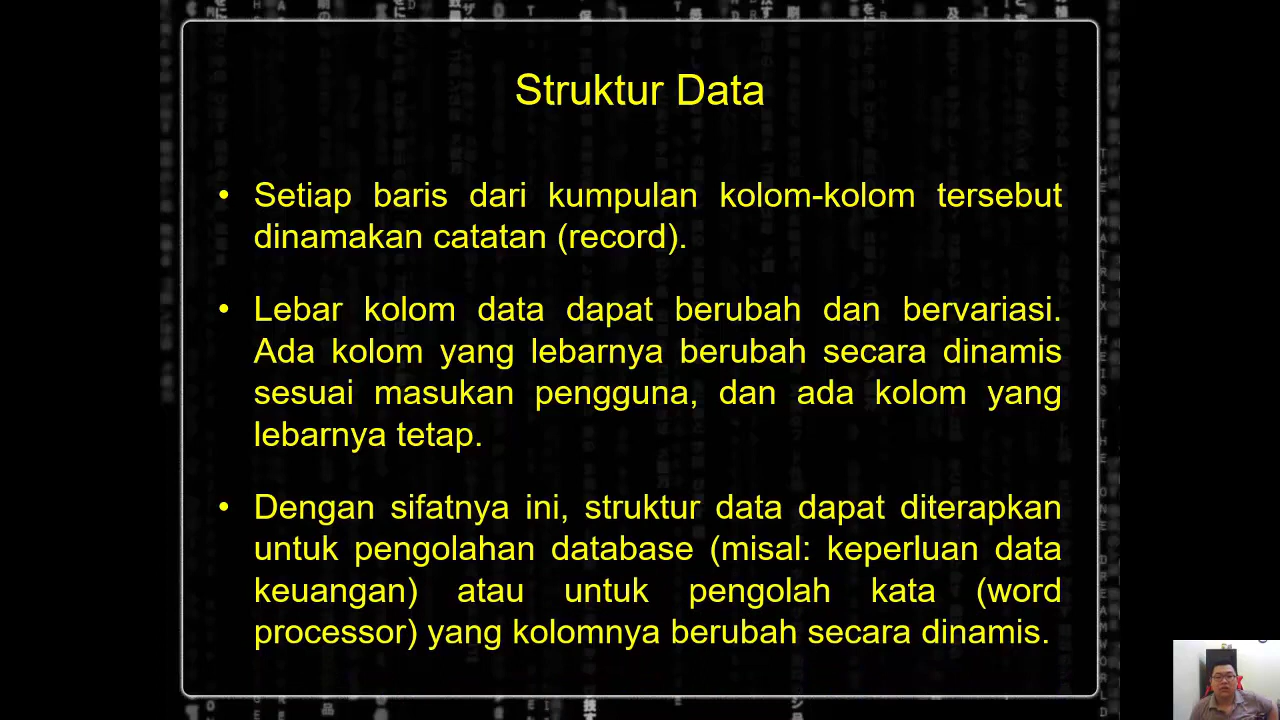 Struktur Data
• Setiap baris dari kumpulan kolom-kolom tersebut
dinamakan catatan (record).
• Lebar kolom data dapat berubah dan bervariasi.
Ada kolom yang lebarnya berubah secara dinamis
sesuai masukan pengguna, dan ada kolom yang
lebarnya tetap.
• Dengan sifatnya ini, struktur data dapat diterapkan
untuk pengolahan database (misal: keperluan data
keuangan) atau untuk pengolah kata (word
processor) yang kolomnya berubah secara dinamis.